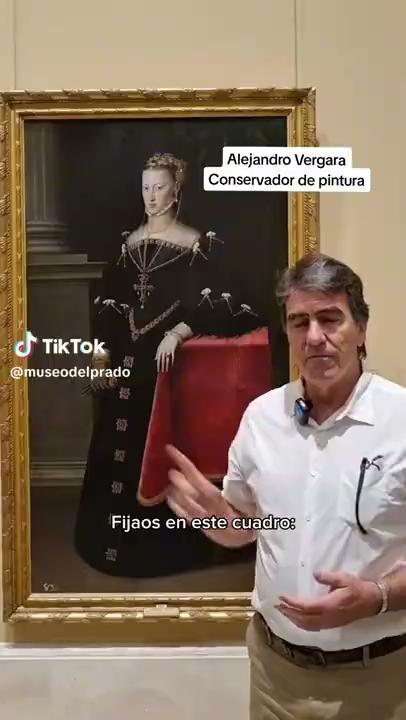 Alejandro Vergara
Conservador de pintura
TikTok
@museodelprado
Fijaos en este cuadro: